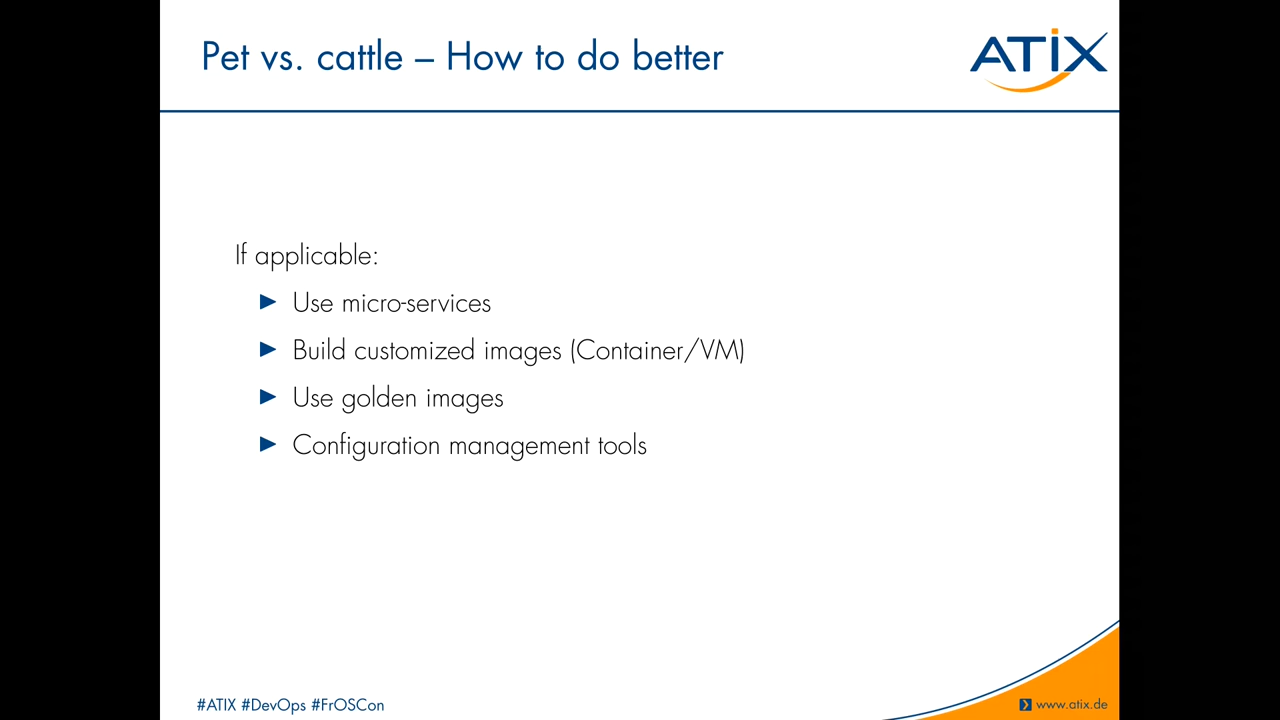 Pet vs. cattle – How to do better
ATIX
If applicable:
Use micro-services
Build customized images (Container/VM)
Use golden images
Configuration management tools
#ATIX #DevOps #FrOSCon
www.atix.de